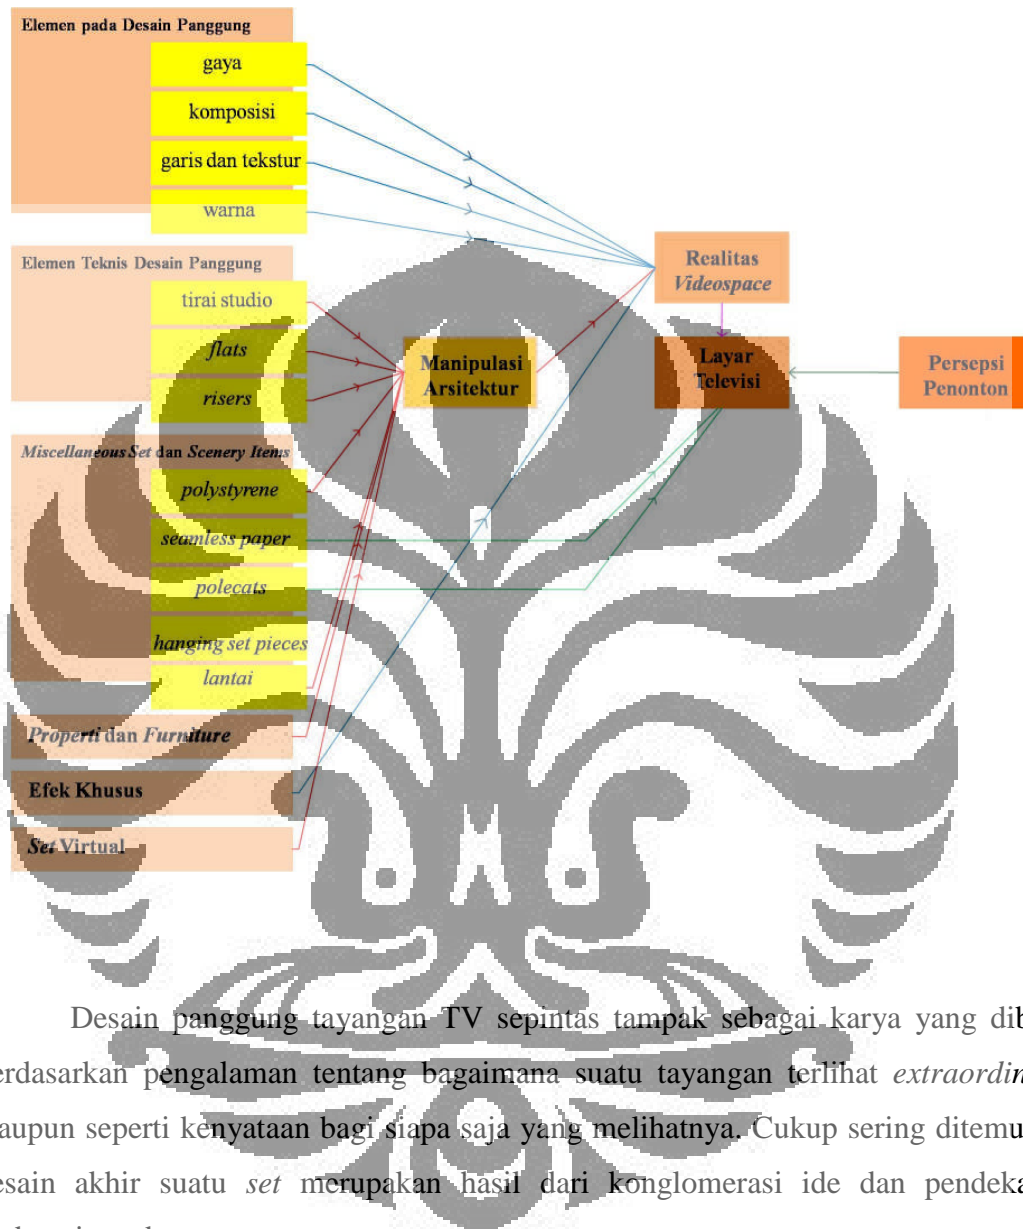 Elemen pada Desain Panggung
gaya
komposisi
garis dan tekstur
warna
Elemen Teknis Desain Panggung
tirai studio
flats
risers
Miscellaneous Set dan Scenery Items
polystyrene
seamless paper
polecats
hanging set pieces
lantai
Properti dan Furniture
Efek Khusus
Set Virtual
Manipulasi
Arsitektur
Realitas
Videospace
Layar
Televisi
Persepsi
Penonton
Desain panggung tayangan TV sepintas tampak sebagai karya yang dib
erdasarkan pengalaman tentang bagaimana suatu tayangan terlihat extraordin
aupun seperti kenyataan bagi siapa saja yang melihatnya. Cukup sering ditemu
esain akhir suatu set merupakan hasil dari konglomerasi ide dan pendeka